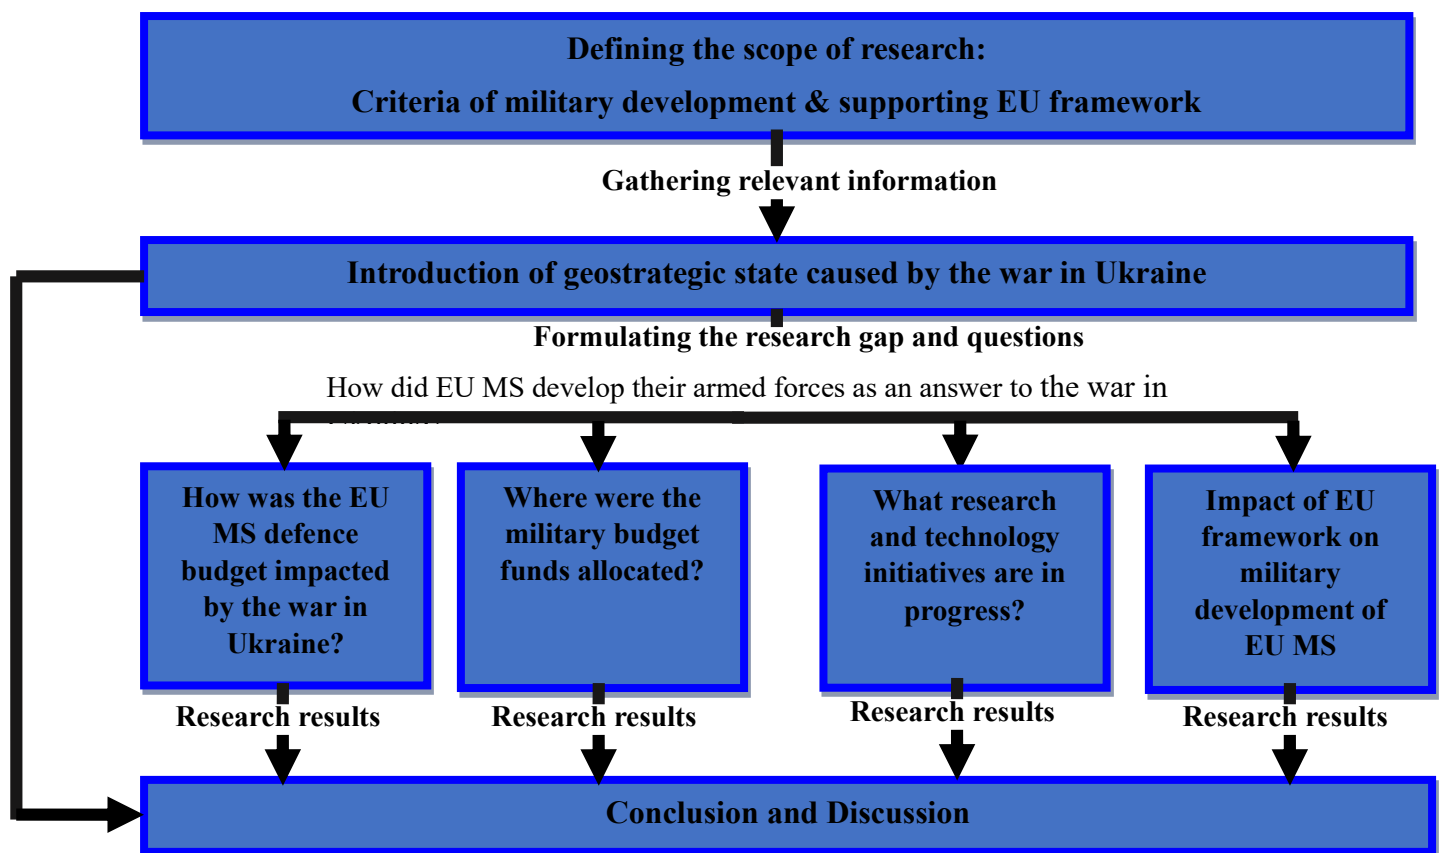 Defining the scope of research:
Criteria of military development & supporting EU framework
Gathering relevant information
Introduction of geostrategic state caused by the war in Ukraine
Formulating the research gap and questions
How did EU MS develop their armed forces as an answer to the war in
How was the EU
MS defence
budget impacted
by the war in
Ukraine?
Where were the
military budget
funds allocated?
What research
and technology
initiatives are in
progress?
Impact of EU
framework on
military
development of
EU MS
Research results
Research results
Research results
Research results
Conclusion and Discussion